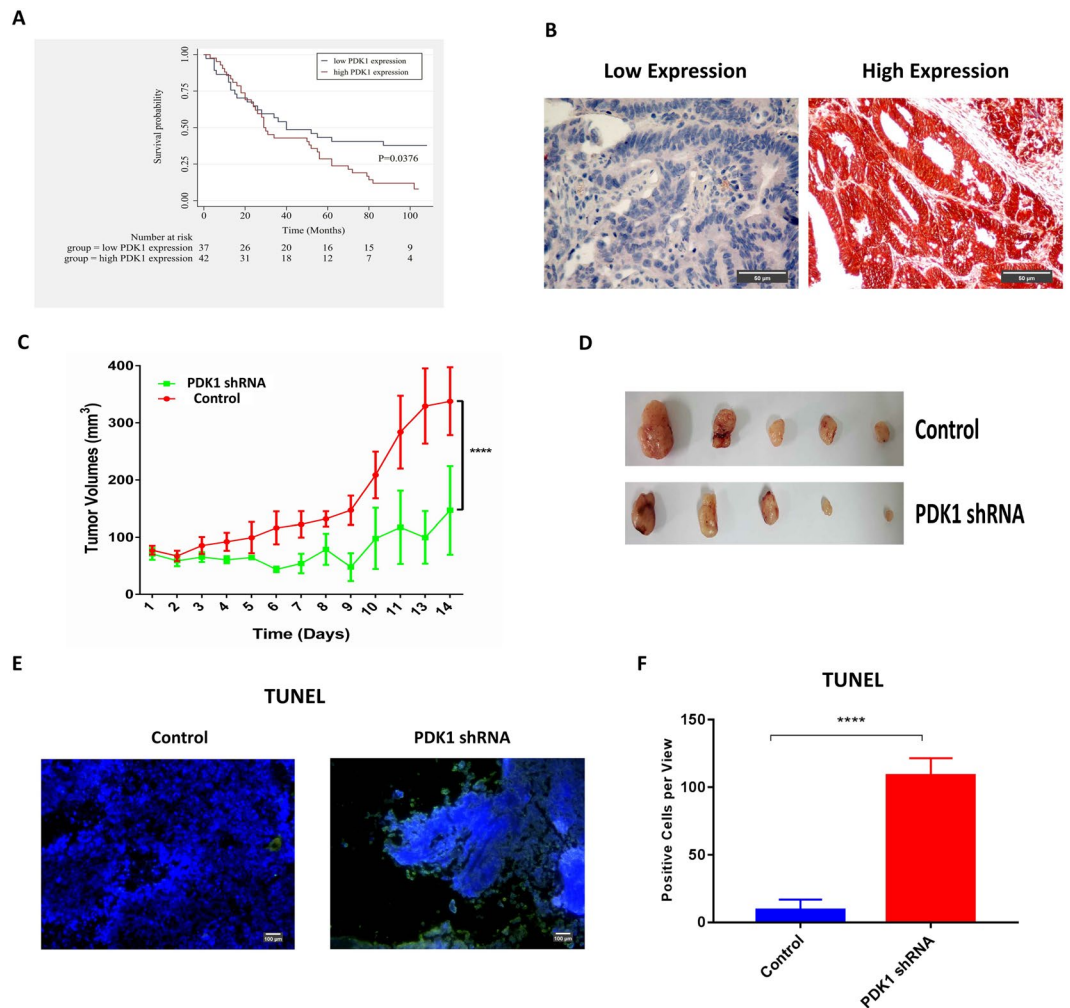 A
1.00
0.75
0.50
0.25
0.00
Survival probability
low PDK1 expression
high PDK1 expression
P=0.0376
0 20 40 60 80 100
Time (Months)
Number at risk
group = low PDK1 expression 37 26 20 16 15 9
group = high PDK1 expression 42 31 18 12 7 4
B
Low Expression High Expression
50 µm
50 µm
C
400
300
200
100
0
Tumor Volumes (mm³)
PDK1 shRNA
Control
****
1 2 3 4 5 6 7 8 9 10 11 13 14
Time (Days)
D
Control
PDK1 shRNA
E
TUNEL
Control PDK1 shRNA
100 µm
100 µm
F
TUNEL
150
100
50
0
Positive Cells per View
****
Control PDK1 shRNA